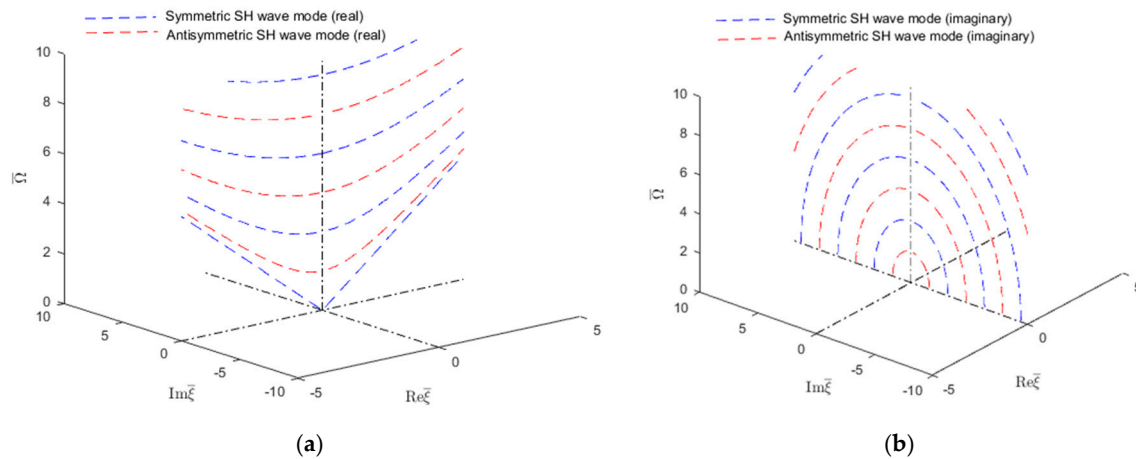 Symmetric SH wave mode (real)
Antisymmetric SH wave mode (real)
10
8
6
4
2
0
Ω̅
10
5
0
-5
-10
Imξ̅
-5
0
5
Reξ̅
(a)
Symmetric SH wave mode (imaginary)
Antisymmetric SH wave mode (imaginary)
10
8
6
4
2
0
Ω̅
10
5
0
-5
-10
Imξ̅
-5
0
5
Reξ̅
(b)